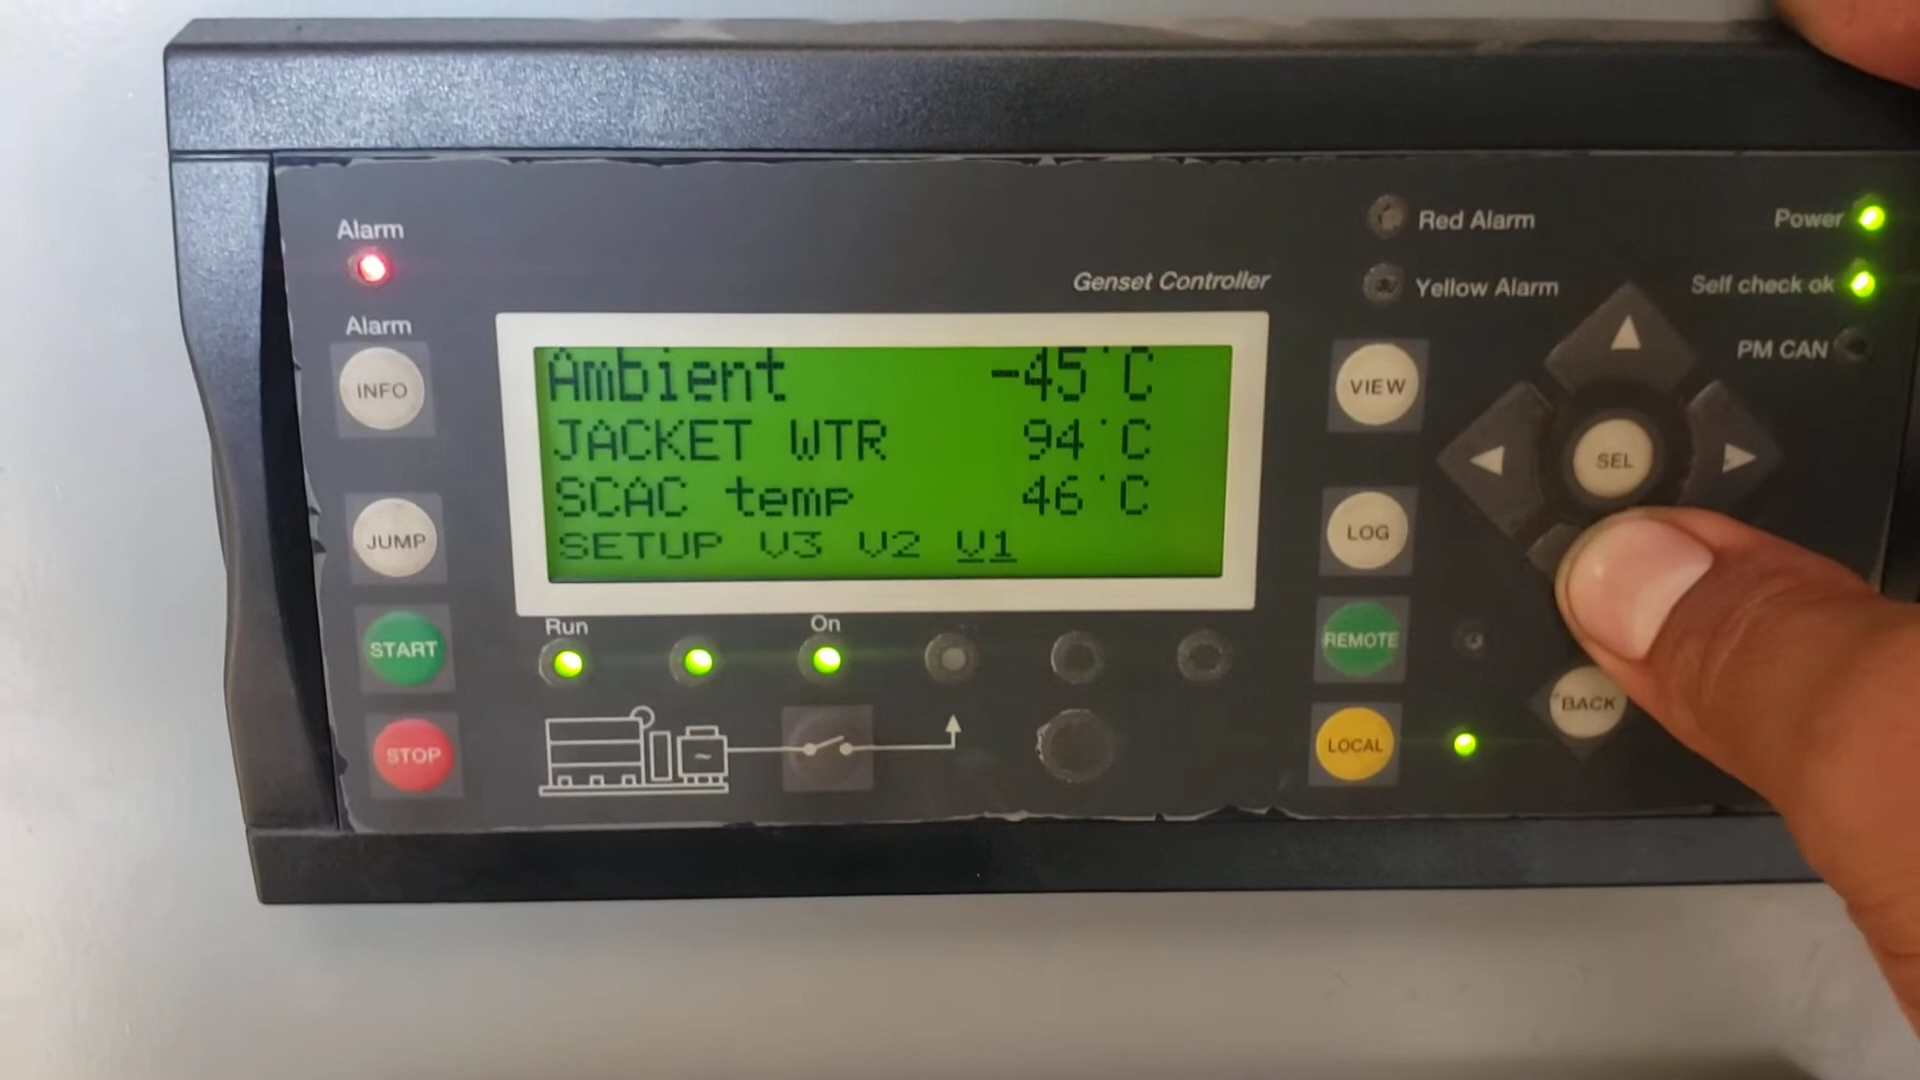 Alarm
Red Alarm
Power
Genset Controller
Yellow Alarm
Self check ok
Alarm
PM CAN
INFO
VIEW
Ambient -45°C
JACKET WTR 94°C
SCAC temp 46°C
SETUP V3 V2 V1
SEL
JUMP
LOG
Run
On
START
REMOTE
STOP
LOCAL
BACK
~